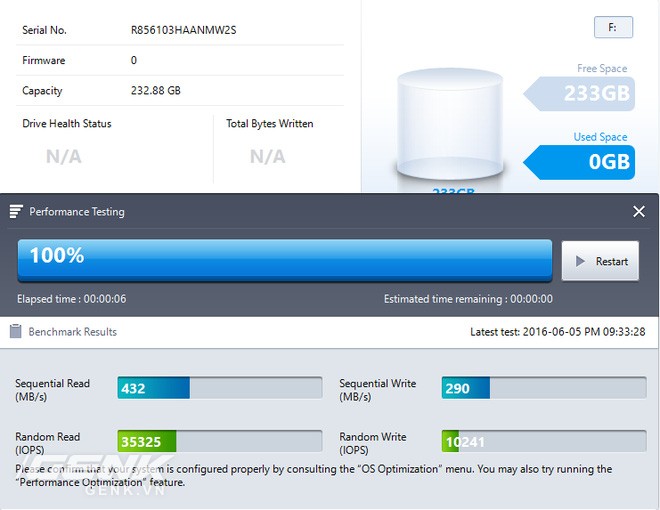 Serial No. R856103HAANMW2S
Firmware 0
Capacity 232.88 GB
Drive Health Status Total Bytes Written
N/A N/A
F:
Free Space
233GB
Used Space
0GB
233GB
Performance Testing
100%
Restart
Elapsed time : 00:00:06 Estimated time remaining : 00:00:00
Benchmark Results Latest test: 2016-06-05 PM 09:33:28
Sequential Read
(MB/s)
432
Sequential Write
(MB/s)
290
Random Read
(IOPS)
35325
Random Write
(IOPS)
10241
Please confirm that your system is configured properly by consulting the “OS Optimization” menu. You may also try running the
“Performance Optimization” feature.
GENK
GENK.VN